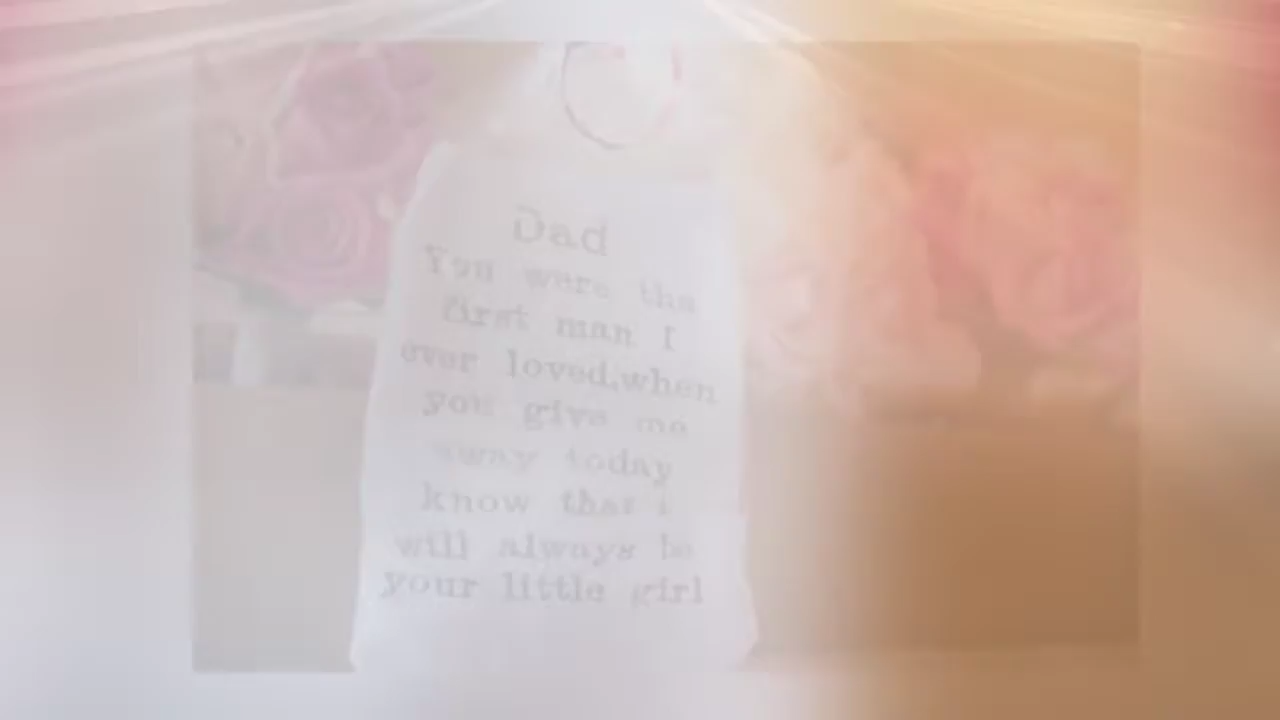 Dad
You were the
first man I
ever loved,when
you give me
away today
know that i
will always be
your little girl